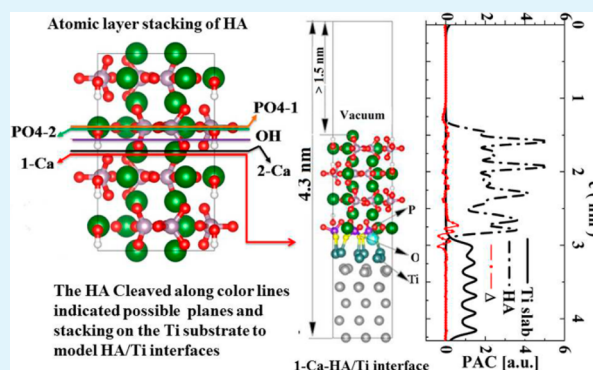 Atomic layer stacking of HA
PO4-1
PO4-2
OH
1-Ca
2-Ca
The HA Cleaved along color lines
indicated possible planes and
stacking on the Ti substrate to
model HA/Ti interfaces
> 1.5 nm
Vacuum
4.3 nm
P
O
Ti
1-Ca-HA/Ti interface
0 2 4 6
0
1
2
3
4
Ti slab
HA
Δ
PAC [a.u.]